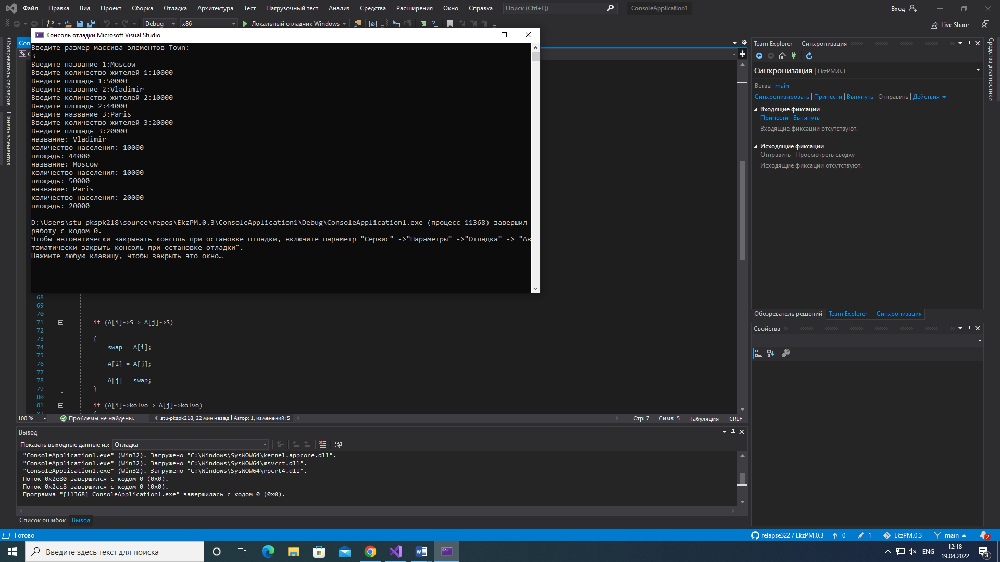 Файл Правка Вид Проект Сборка Отладка Архитектура Тест Нагрузочный тест Анализ Средства Расширения Окно Справка Поиск (Ctrl+Q) ConsoleApplication1 Вход
Debug x86 Локальный отладчик Windows Live Share
Обозреватель серверов
Панель элементов
Con
Консоль отладки Microsoft Visual Studio
Введите размер массива элементов Town:
3
Введите название 1:Moscow
Введите количество жителей 1:10000
Введите площадь 1:50000
Введите название 2:Vladimir
Введите количество жителей 2:10000
Введите площадь 2:44000
Введите название 3:Paris
Введите количество жителей 3:20000
Введите площадь 3:20000
название: Vladimir
количество населения: 10000
площадь: 44000
название: Moscow
количество населения: 10000
площадь: 50000
название: Paris
количество населения: 20000
площадь: 20000
D:\Users\stu-pkspk218\source\repos\EkzPM.0.3\ConsoleApplication1\Debug\ConsoleApplication1.exe (процесс 11368) завершил
работу с кодом 0.
Чтобы автоматически закрывать консоль при остановке отладки, включите параметр "Сервис" ->"Параметры" ->"Отладка" -> "Ав
томатически закрыть консоль при остановке отладки".
Нажмите любую клавишу, чтобы закрыть это окно…
68
69
70
71 if (A[i]->S > A[j]->S)
72
73 {
74 swap = A[i];
75
76 A[i] = A[j];
77
78 A[j] = swap;
79 }
80
81 if (A[i]->kolvo > A[j]->kolvo)
82 {
100 % Проблемы не найдены. stu-pkspk218, 22 мин назад | Автор: 1, изменений: 5 Стр: 7 Симв: 5 Табуляция CRLF
Вывод
Показать выходные данные из: Отладка
"ConsoleApplication1.exe" (Win32). Загружено "C:\Windows\SysWOW64\kernel.appcore.dll".
"ConsoleApplication1.exe" (Win32). Загружено "C:\Windows\SysWOW64\msvcrt.dll".
"ConsoleApplication1.exe" (Win32). Загружено "C:\Windows\SysWOW64\rpcrt4.dll".
Поток 0x2e80 завершился с кодом 0 (0x0).
Поток 0x2cc8 завершился с кодом 0 (0x0).
Программа "[11368] ConsoleApplication1.exe" завершилась с кодом 0 (0x0).
Список ошибок Вывод
Team Explorer — Синхронизация
Синхронизация | EkzPM.0.3
Ветвь: main
Синхронизировать | Принести | Вытянуть | Отправить | Действия
Входящие фиксации
Принести | Вытянуть
Входящие фиксации отсутствуют.
Исходящие фиксации
Отправить | Просмотреть сводку
Исходящие фиксации отсутствуют.
Обозреватель решений Team Explorer — Синхронизация
Свойства
Средства диагностики
Готово relapse322 / EkzPM.0.3 0 1 EkzPM.0.3 main 2
Введите здесь текст для поиска ENG 12:18
19.04.2022 3